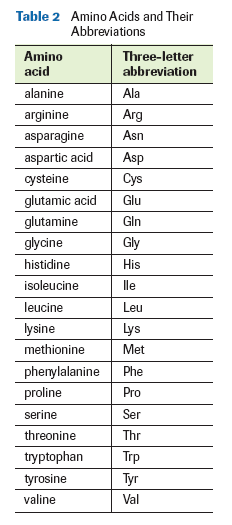 Table 2 Amino Acids and Their
Abbreviations
Amino acid Three-letter abbreviation
alanine Ala
arginine Arg
asparagine Asn
aspartic acid Asp
cysteine Cys
glutamic acid Glu
glutamine Gln
glycine Gly
histidine His
isoleucine Ile
leucine Leu
lysine Lys
methionine Met
phenylalanine Phe
proline Pro
serine Ser
threonine Thr
tryptophan Trp
tyrosine Tyr
valine Val